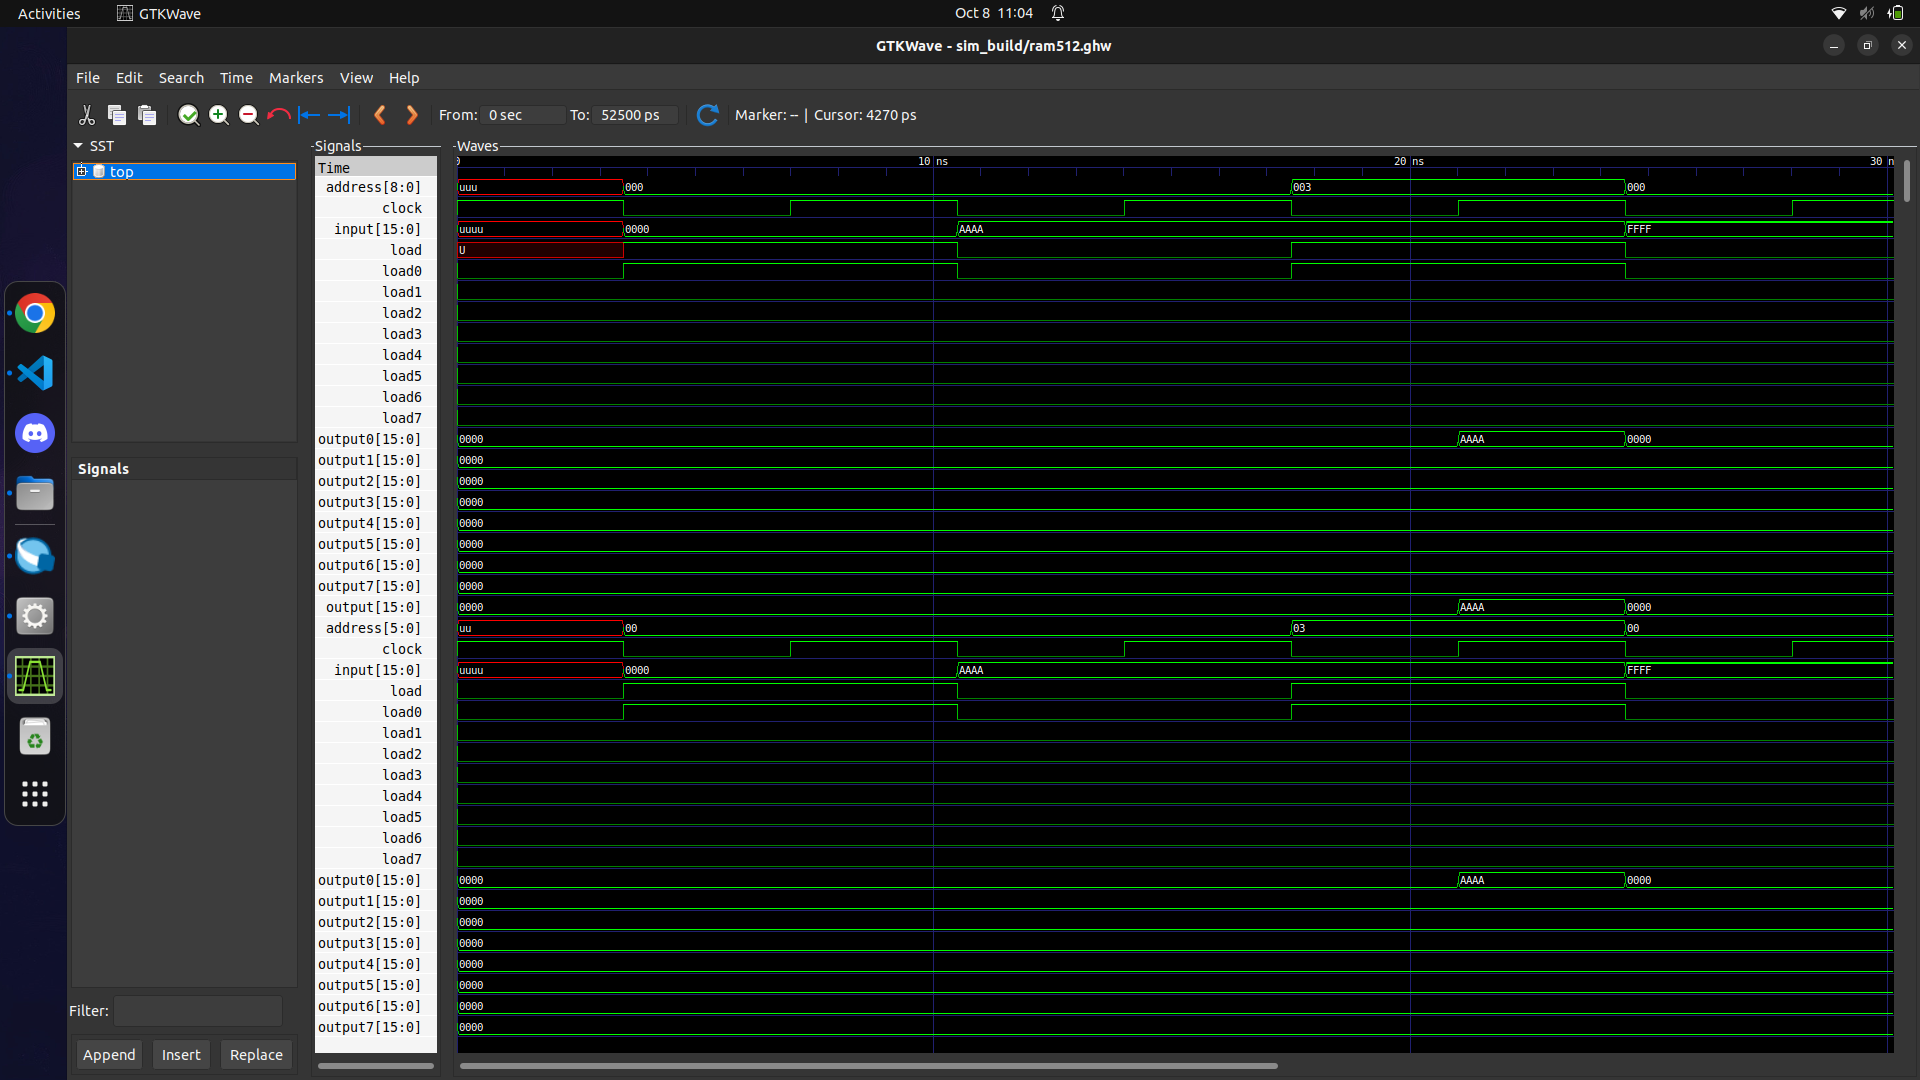 Activities GTKWave Oct 8 11:04
GTKWave - sim_build/ram512.ghw
File Edit Search Time Markers View Help
From: 0 sec To: 52500 ps Marker: -- | Cursor: 4270 ps
SST
top
Signals
Filter:
Append Insert Replace
Signals
Waves
Time 0 10 ns 20 ns 30 n
address[8:0] uuu 000 003 000
clock
input[15:0] uuuu 0000 AAAA FFFF
load U
load0
load1
load2
load3
load4
load5
load6
load7
output0[15:0] 0000 AAAA 0000
output1[15:0] 0000
output2[15:0] 0000
output3[15:0] 0000
output4[15:0] 0000
output5[15:0] 0000
output6[15:0] 0000
output7[15:0] 0000
output[15:0] 0000 AAAA 0000
address[5:0] uu 00 03 00
clock
input[15:0] uuuu 0000 AAAA FFFF
load
load0
load1
load2
load3
load4
load5
load6
load7
output0[15:0] 0000 AAAA 0000
output1[15:0] 0000
output2[15:0] 0000
output3[15:0] 0000
output4[15:0] 0000
output5[15:0] 0000
output6[15:0] 0000
output7[15:0] 0000